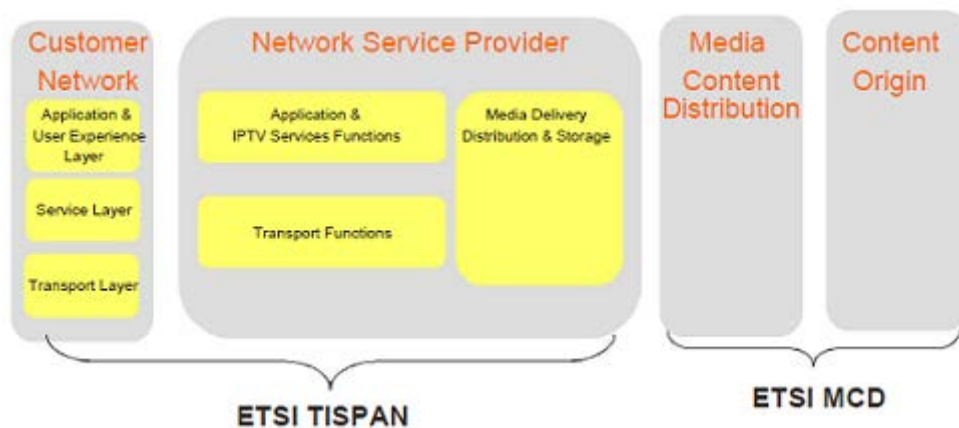 Customer
Network
Application &
User Experience
Layer
Service Layer
Transport Layer
Network Service Provider
Application &
IPTV Services Functions
Transport Functions
Media Delivery
Distribution & Storage
Media
Content
Distribution
Content
Origin
ETSI TISPAN
ETSI MCD